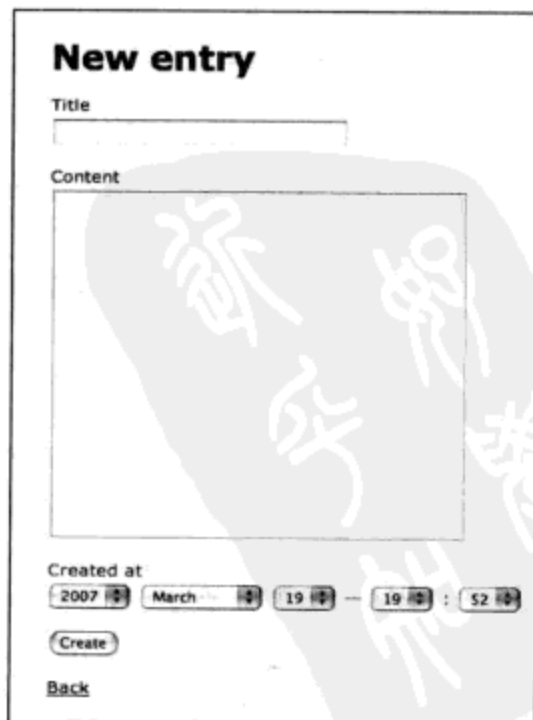 New entry
Title
Content
Created at
2007 March 19 — 19 : 52
Create
Back